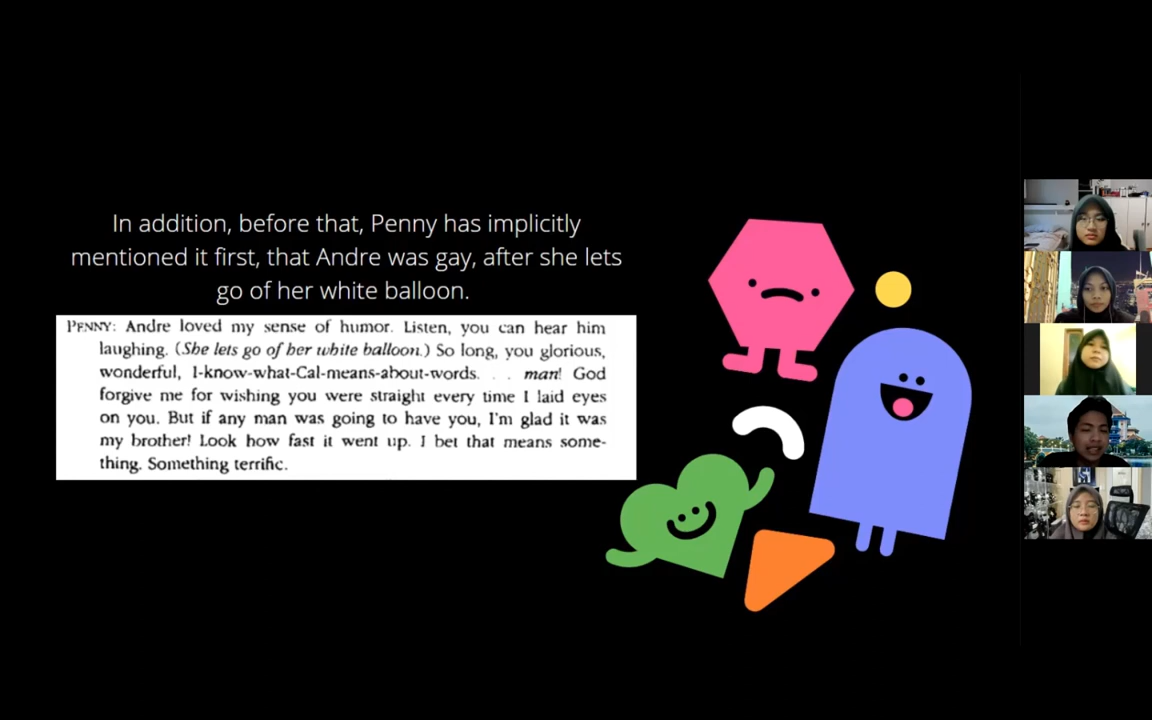 In addition, before that, Penny has implicitly
mentioned it first, that Andre was gay, after she lets
go of her white balloon.
PENNY: Andre loved my sense of humor. Listen, you can hear him
laughing. (She lets go of her white balloon.) So long, you glorious,
wonderful, I-know-what-Cal-means-about-words. . . man! God
forgive me for wishing you were straight every time I laid eyes
on you. But if any man was going to have you, I'm glad it was
my brother! Look how fast it went up. I bet that means some-
thing. Something terrific.